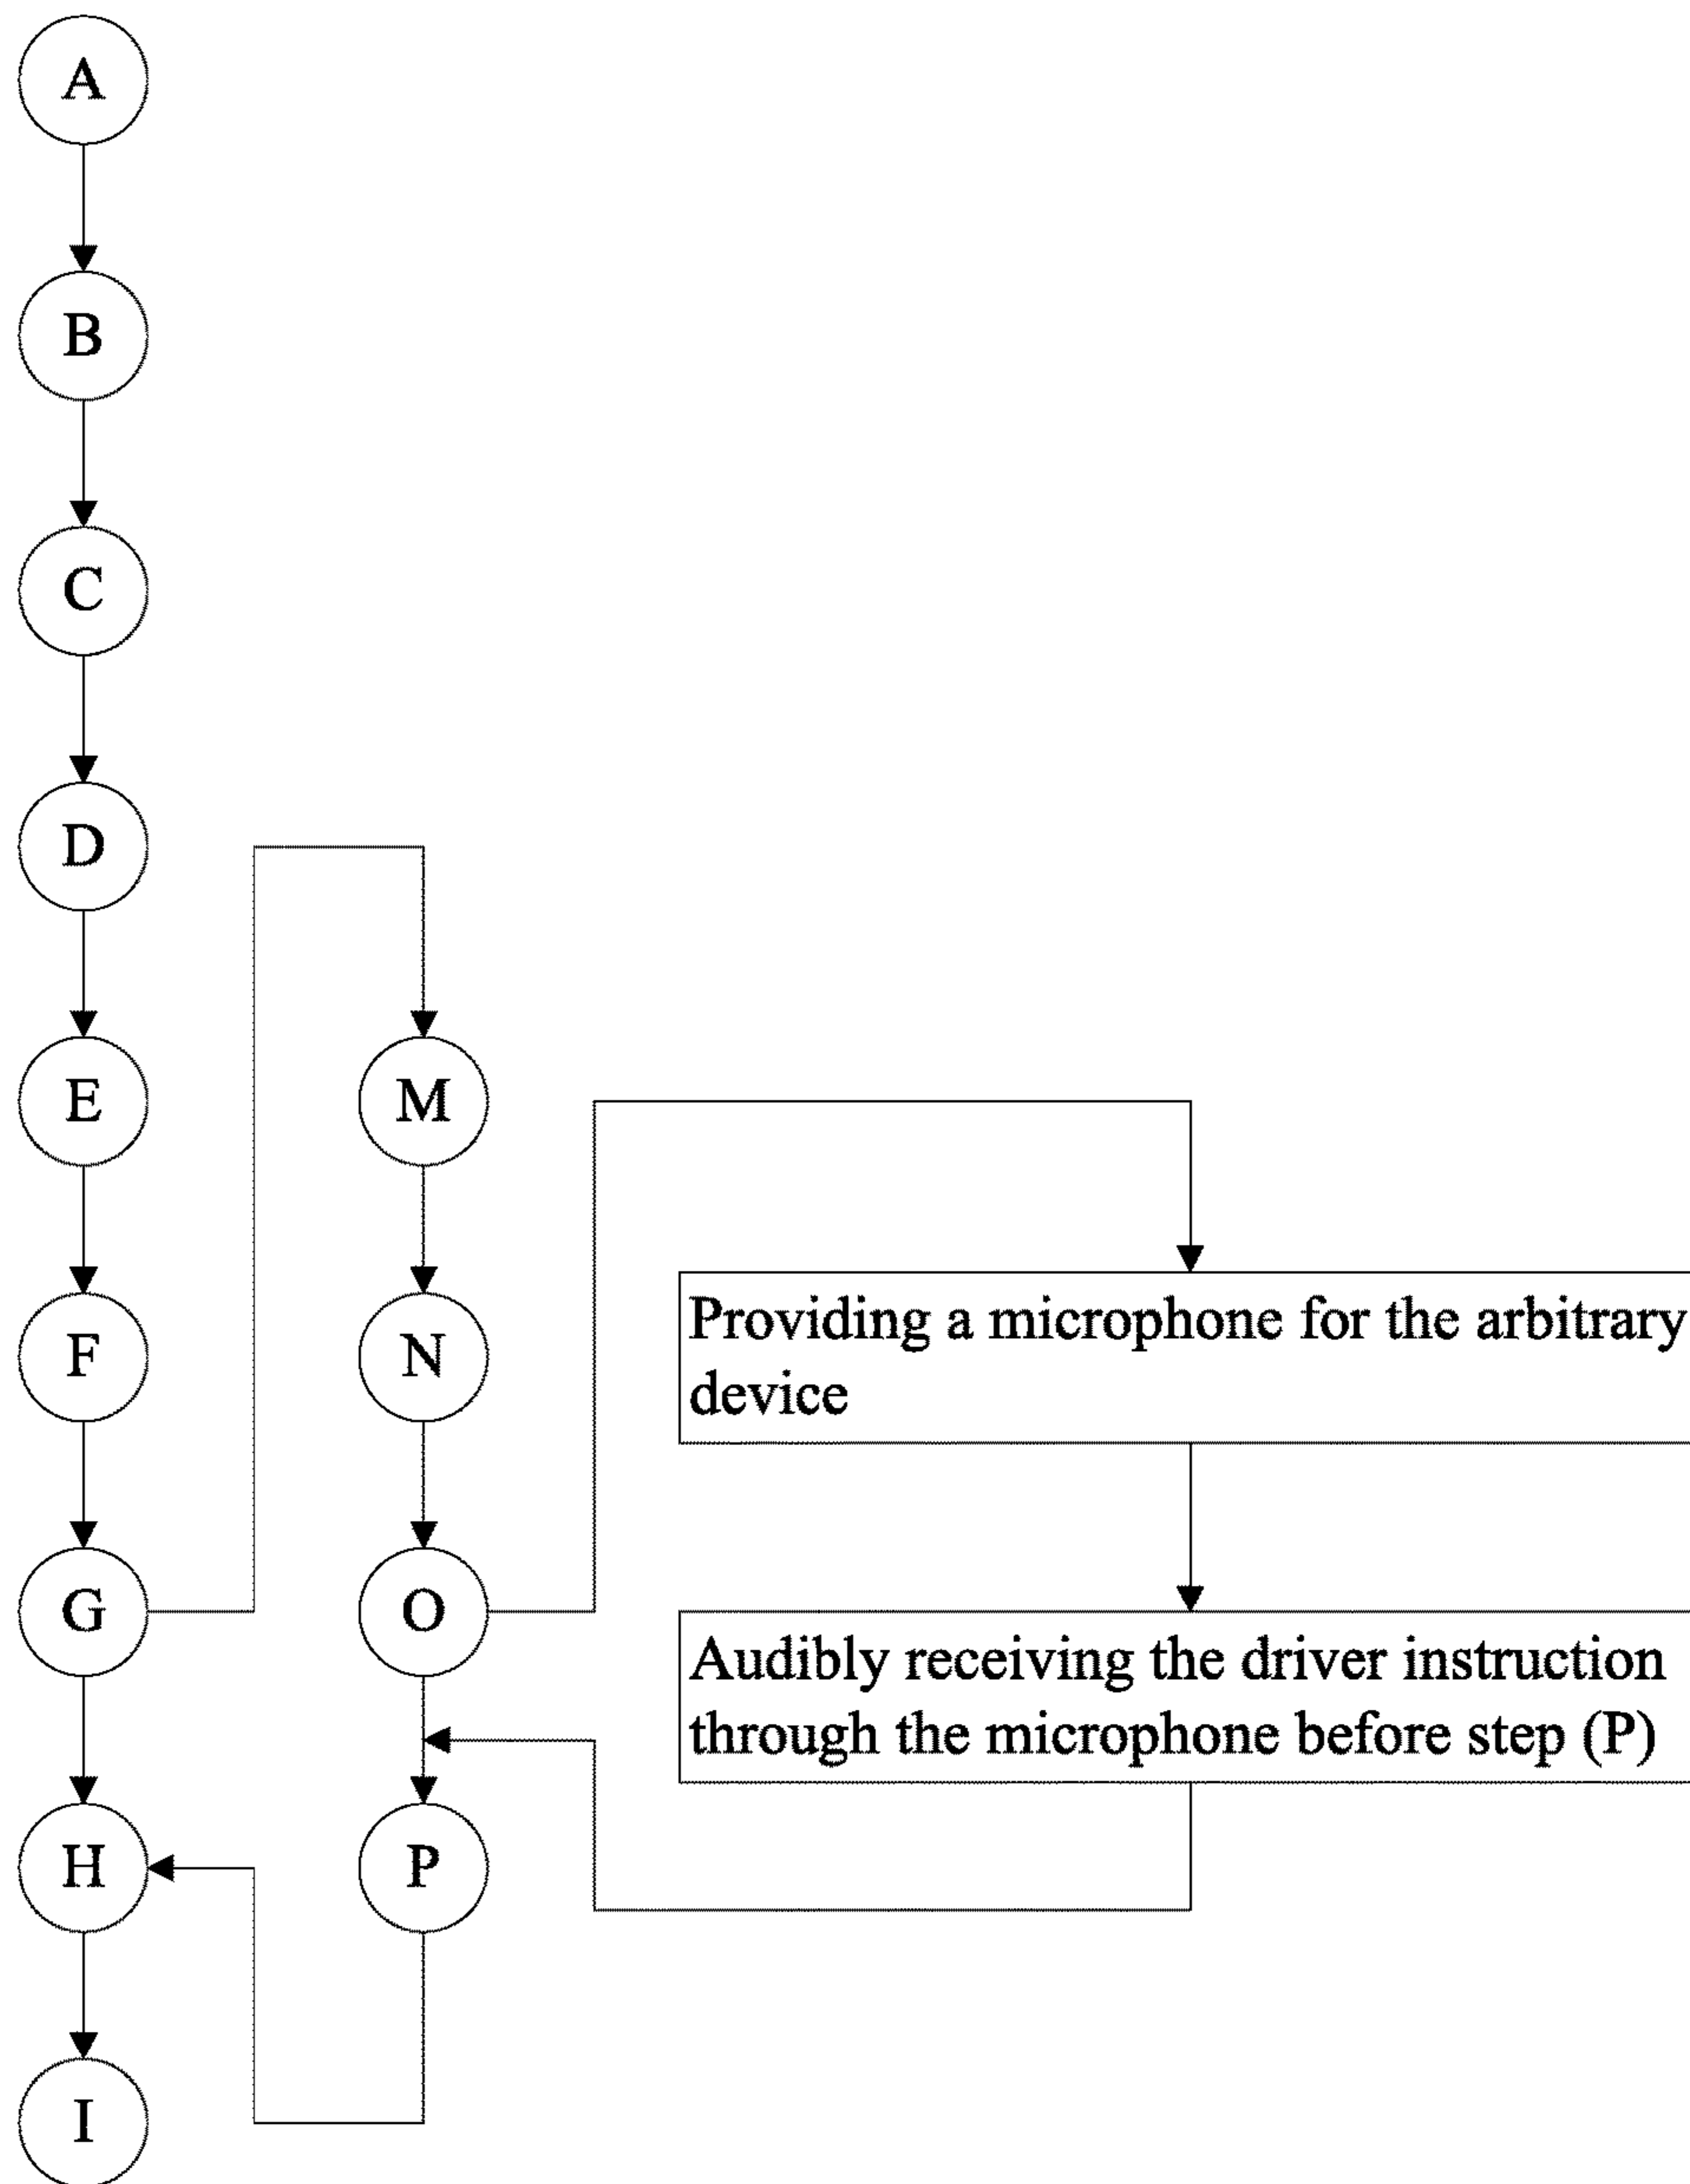 A
B
C
D
E
F
G
H
I
M
N
O
P
Providing a microphone for the arbitrary
device
Audibly receiving the driver instruction
through the microphone before step (P)